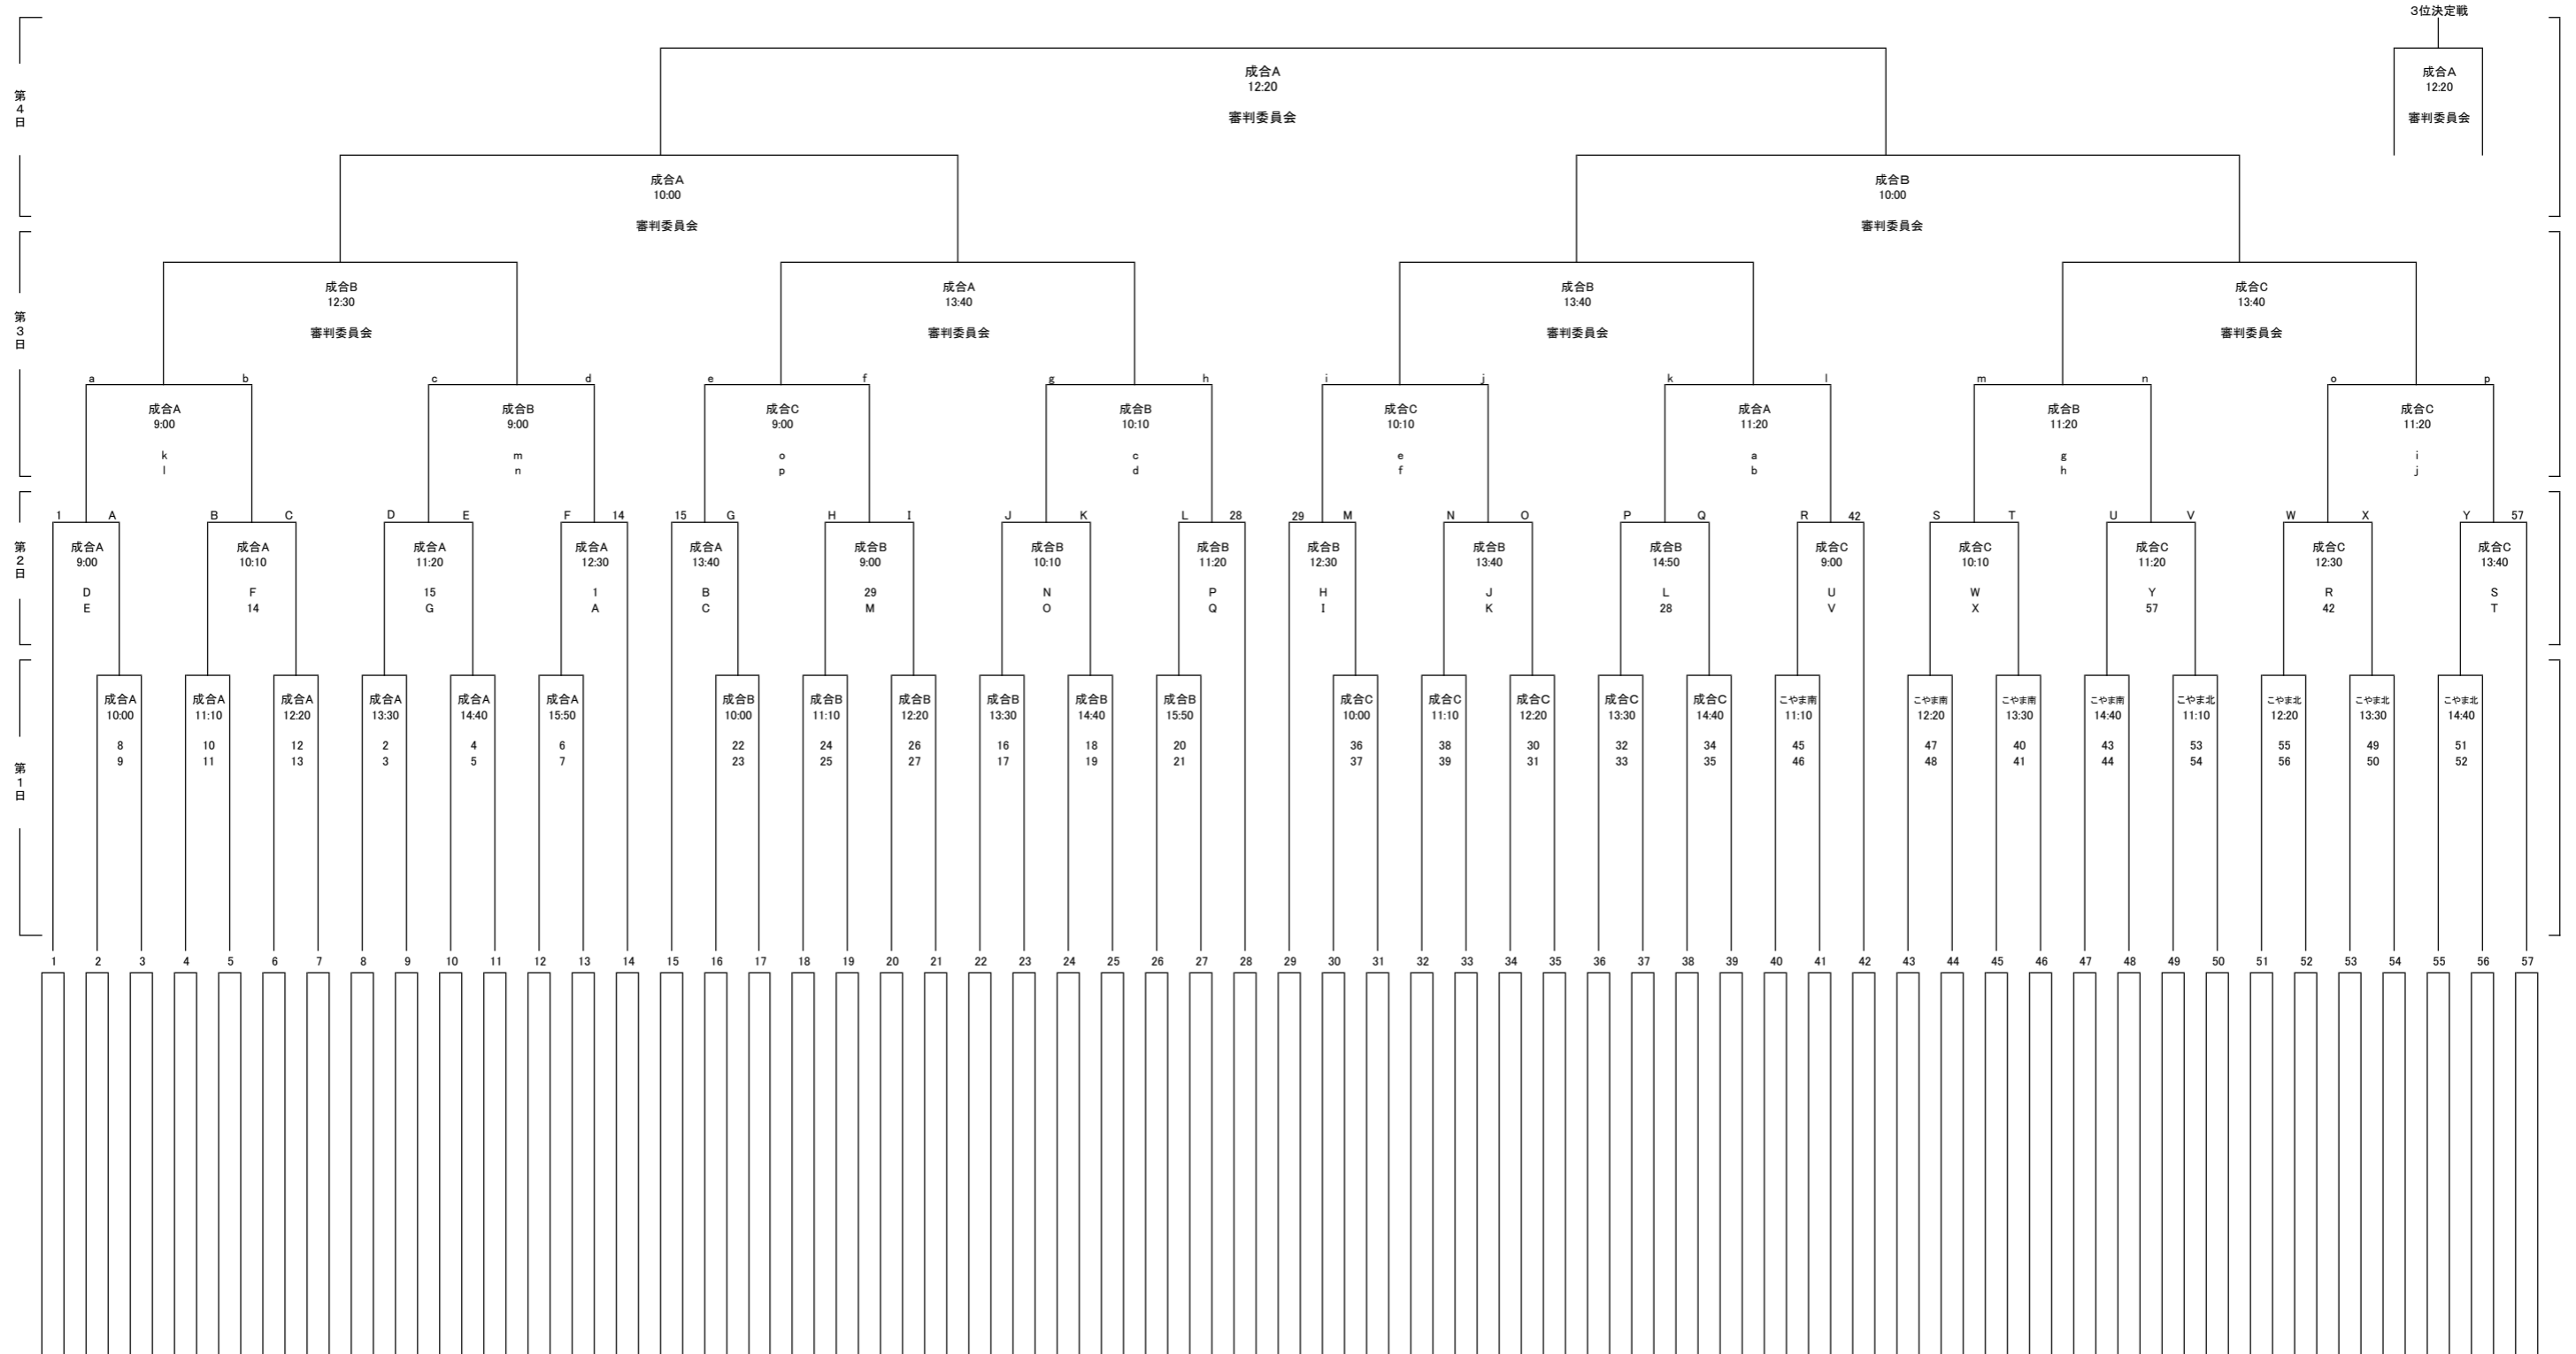 3位決定戦
成合A
12:20
審判委員会
成合A
12:20
審判委員会
第4日
成合A
10:00
審判委員会
成合B
10:00
審判委員会
成合B
12:30
審判委員会
成合A
13:40
審判委員会
成合B
13:40
審判委員会
成合C
13:40
審判委員会
第3日
a b c d e f g h i j k l m n o p
成合A 成合B 成合C 成合B 成合C 成合A 成合B 成合C
9:00 9:00 9:00 10:10 10:10 11:20 11:20 11:20
k m o c e a g i
l n p d f b h j
1 A B C D E F 14 15 G H I J K L 28 29 M N O P Q R 42 S T U V W X Y 57
第2日
成合A 成合A 成合A 成合A 成合A 成合B 成合B 成合B 成合B 成合B 成合B 成合C 成合C 成合C 成合C 成合C
9:00 10:10 11:20 12:30 13:40 9:00 10:10 11:20 12:30 13:40 14:50 9:00 10:10 11:20 12:30 13:40
D F 15 1 B 29 N P H J L U W Y R S
E 14 G A C M O Q I K 28 V X 57 42 T
成合A 成合A 成合A 成合A 成合A 成合A 成合B 成合B 成合B 成合B 成合B 成合B 成合C 成合C 成合C 成合C 成合C こやま南 こやま南 こやま南 こやま南 こやま北 こやま北 こやま北 こやま北
10:00 11:10 12:20 13:30 14:40 15:50 10:00 11:10 12:20 13:30 14:40 15:50 10:00 11:10 12:20 13:30 14:40 11:10 12:20 13:30 14:40 11:10 12:20 13:30 14:40
8 10 12 2 4 6 22 24 26 16 18 20 36 38 30 32 34 45 47 40 43 53 55 49 51
9 11 13 3 5 7 23 25 27 17 19 21 37 39 31 33 35 46 48 41 44 54 56 50 52
第1日
1 2 3 4 5 6 7 8 9 10 11 12 13 14 15 16 17 18 19 20 21 22 23 24 25 26 27 28 29 30 31 32 33 34 35 36 37 38 39 40 41 42 43 44 45 46 47 48 49 50 51 52 53 54 55 56 57